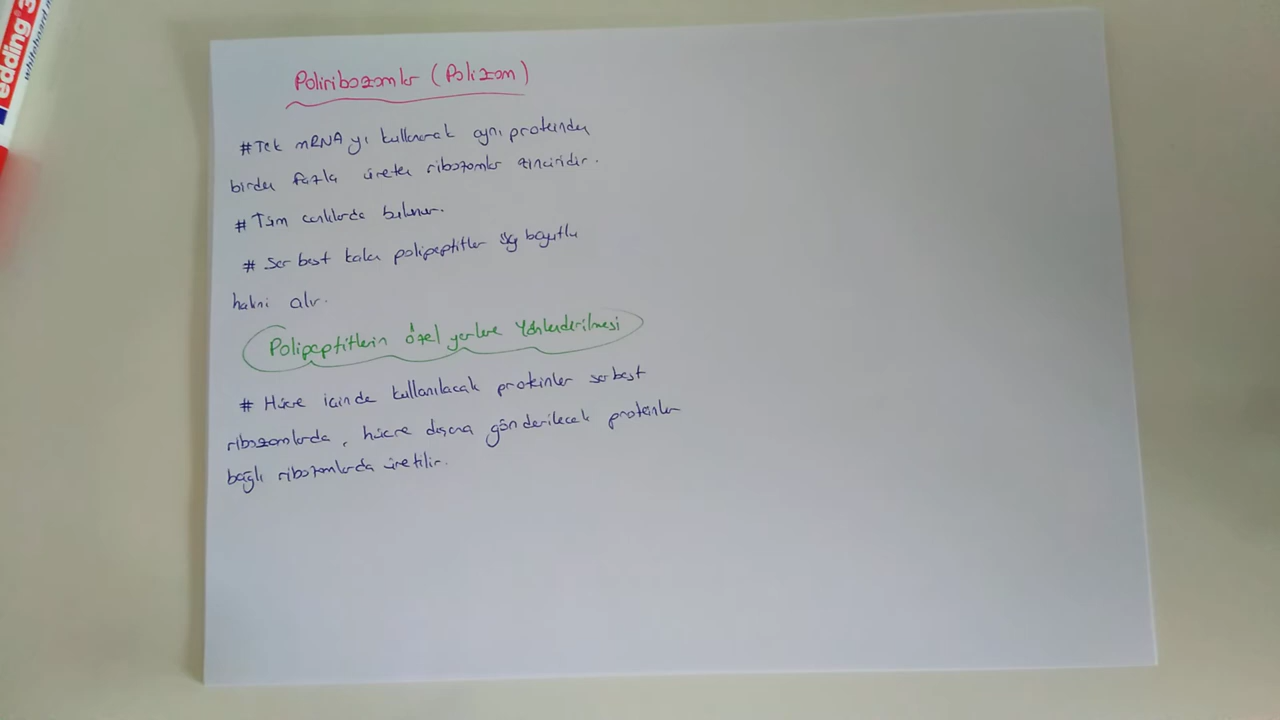 edding 3
whiteboard m
Poliribozomlar (Polizom)
#Tek mRNA yı kullanarak aynı proteinden
birden fazla üreten ribozomlar zinciridir.
# Tüm canlılarda bulunur.
# Serbest kalan polipeptitler üç boyutlu
halini alır.
Polipeptitlerin özel yerlere Yönlendirilmesi
# Hücre içinde kullanılacak proteinler serbest
ribozomlarda, hücre dışına gönderilecek proteinler
bağlı ribozomlarda üretilir.